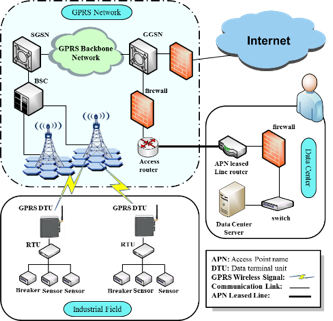 GPRS Network
SGSN
GGSN
GPRS Backbone
Network
Internet
BSC
firewall
Access
router
APN leased
Line router
firewall
Data Center
switch
Data Center
Server
GPRS DTU
GPRS DTU
RTU
RTU
Breaker Sensor Sensor
Breaker Sensor
Sensor
Industrial Field
APN: Access Point name
DTU: Data terminal unit
GPRS Wireless Signal:
Communication Link:
APN Leased Line: